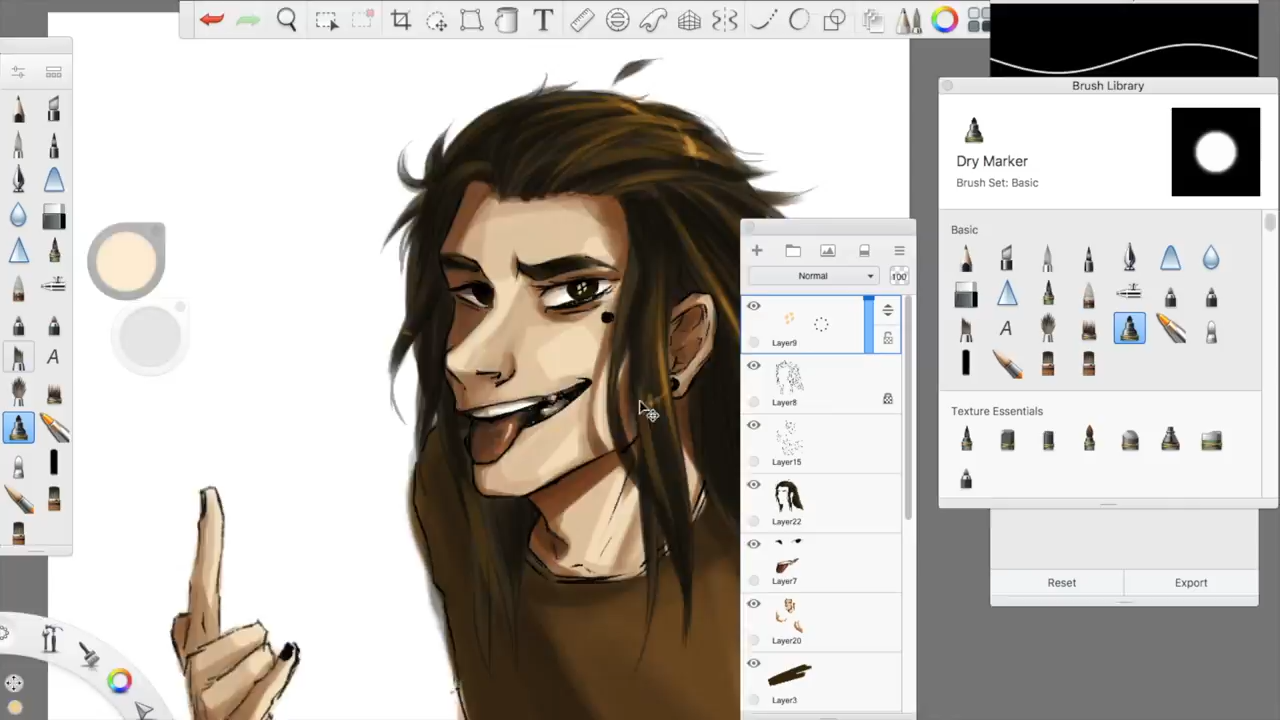 T
Brush Library
Dry Marker
Brush Set: Basic
Basic
A
Texture Essentials
Reset
Export
Normal
100
Layer9
Layer8
Layer15
Layer22
Layer7
Layer20
Layer3
A